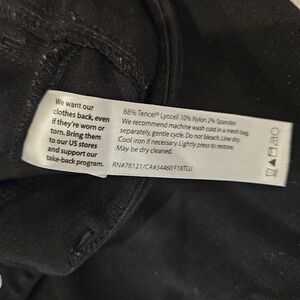 We want our
clothes back, even
if they're worn or
torn. Bring them
to our US stores
and support our
take-back program.
88% Tencel® Lyocell 10% Nylon 2% Spandex
We recommend machine wash cold in a mesh bag,
separately, gentle cycle. Do not bleach. Line dry.
Cool iron if necessary. Lightly press to restore.
May be dry cleaned.
RN#78121/CA#34460 F18TLU